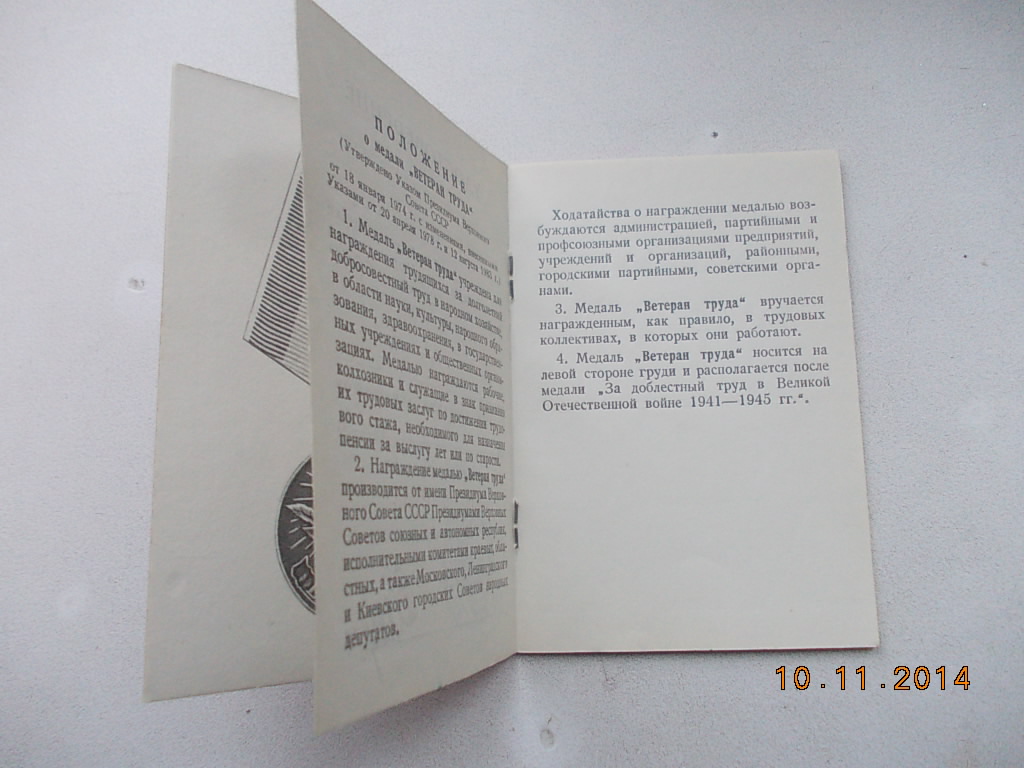 ПОЛОЖЕНИЕ
о медали „ВЕТЕРАН ТРУДА“
(Утверждено Указом Президиума Верховного
Совета СССР
от 18 января 1974 г. с изменениями, внесенными
Указами от 20 апреля 1978 г. и 12 августа 1983 г.)
1. Медаль „Ветеран труда“ учреждена для
награждения трудящихся за долголетний
добросовестный труд в народном хозяйстве,
в области науки, культуры, народного обра-
зования, здравоохранения, в государствен-
ных учреждениях и общественных органи-
зациях. Медалью награждаются рабочие,
колхозники и служащие в знак признания
их трудовых заслуг по достижении трудо-
вого стажа, необходимого для назначения
пенсии за выслугу лет или по старости.
2. Награждение медалью „Ветеран труда“
производится от имени Президиума Верхов-
ного Совета СССР Президиумами Верховных
Советов союзных и автономных республик,
исполнительными комитетами краевых, обла-
стных, а также Московского, Ленинградского
и Киевского городских Советов народных
депутатов.
Ходатайства о награждении медалью воз-
буждаются администрацией, партийными и
профсоюзными организациями предприятий,
учреждений и организаций, районными,
городскими партийными, советскими орга-
нами.
3. Медаль „Ветеран труда“ вручается
награжденным, как правило, в трудовых
коллективах, в которых они работают.
4. Медаль „Ветеран труда“ носится на
левой стороне груди и располагается после
медали „За доблестный труд в Великой
Отечественной войне 1941—1945 гг.“.
10.11.2014